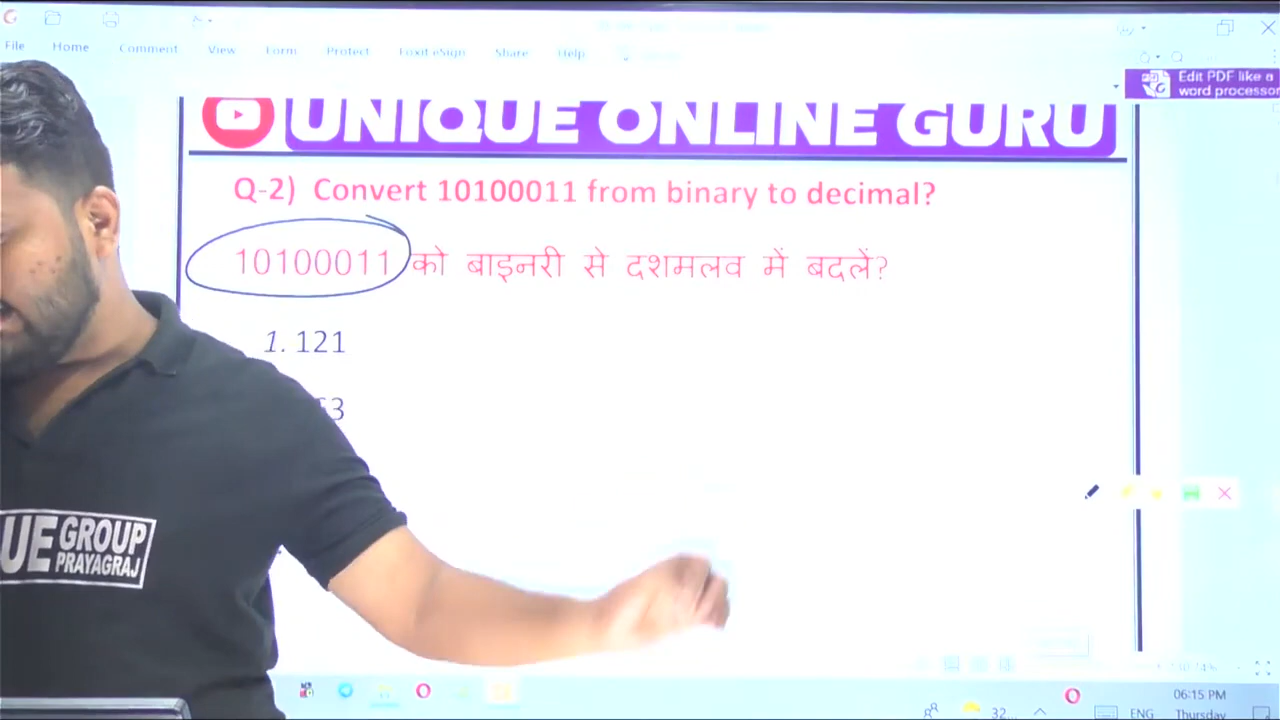 File Home Comment View Form Protect Foxit eSign Share Help
Edit PDF like a
word processor
UNIQUE ONLINE GURU
Q-2) Convert 10100011 from binary to decimal?
10100011 को बाइनरी से दशमलव में बदलें?
1. 121
UE GROUP
PRAYAGRAJ
06:15 PM
32... ENG Thursday